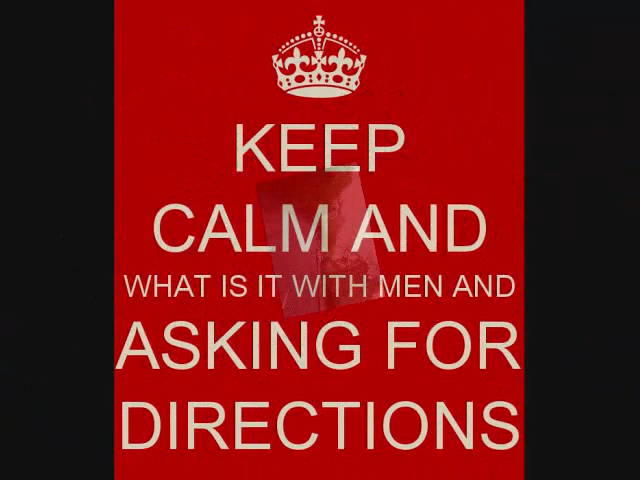 KEEP
CALM AND
WHAT IS IT WITH MEN AND
ASKING FOR
DIRECTIONS